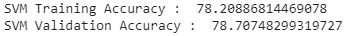 SVM Training Accuracy :  78.20886814469078
SVM Validation Accuracy :  78.70748299319727